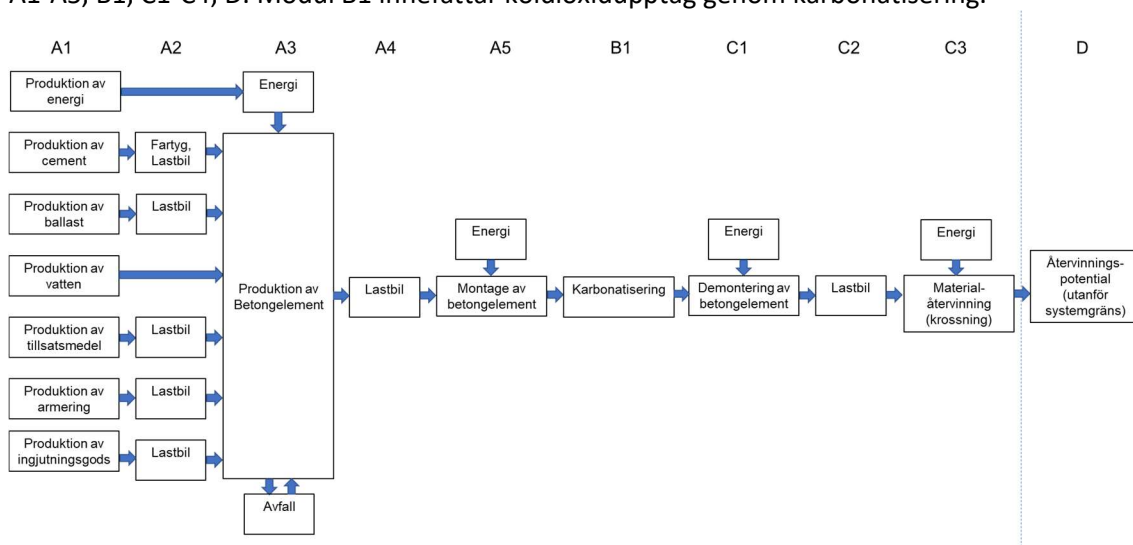 A1-A5, B1, C1-C4, D. Modul B1 innefattar koldioxidupptag genom karbonatisering.
A1
A2
A3
A4
A5
B1
C1
C2
C3
D
Produktion av
energi
Energi
Produktion av
cement
Fartyg,
Lastbil
Produktion av
ballast
Lastbil
Produktion av
vatten
Produktion av
tillsatsmedel
Lastbil
Produktion av
armering
Lastbil
Produktion av
ingjutningsgods
Lastbil
Produktion av
Betongelement
Avfall
Lastbil
Energi
Montage av
betongelement
Karbonatisering
Energi
Demontering av
betongelement
Lastbil
Energi
Material-
återvinning
(krossning)
Återvinnings-
potential
(utanför
systemgräns)